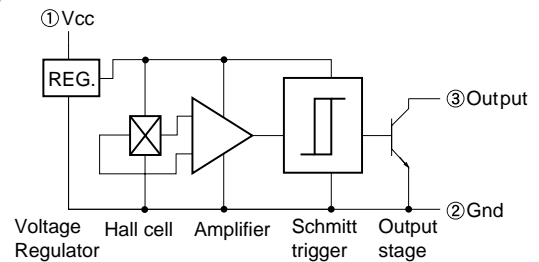 ①Vcc
REG.
③Output
②Gnd
Voltage
Regulator
Hall cell
Amplifier
Schmitt
trigger
Output
stage